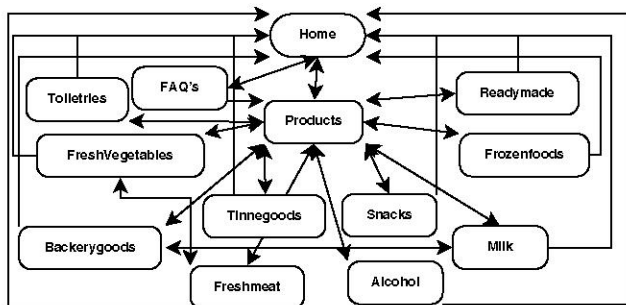 Home
FAQ's
Toiletries
Readymade
Products
FreshVegetables
Frozenfoods
Tinnegoods
Snacks
Backerygoods
Milk
Freshmeat
Alcohol